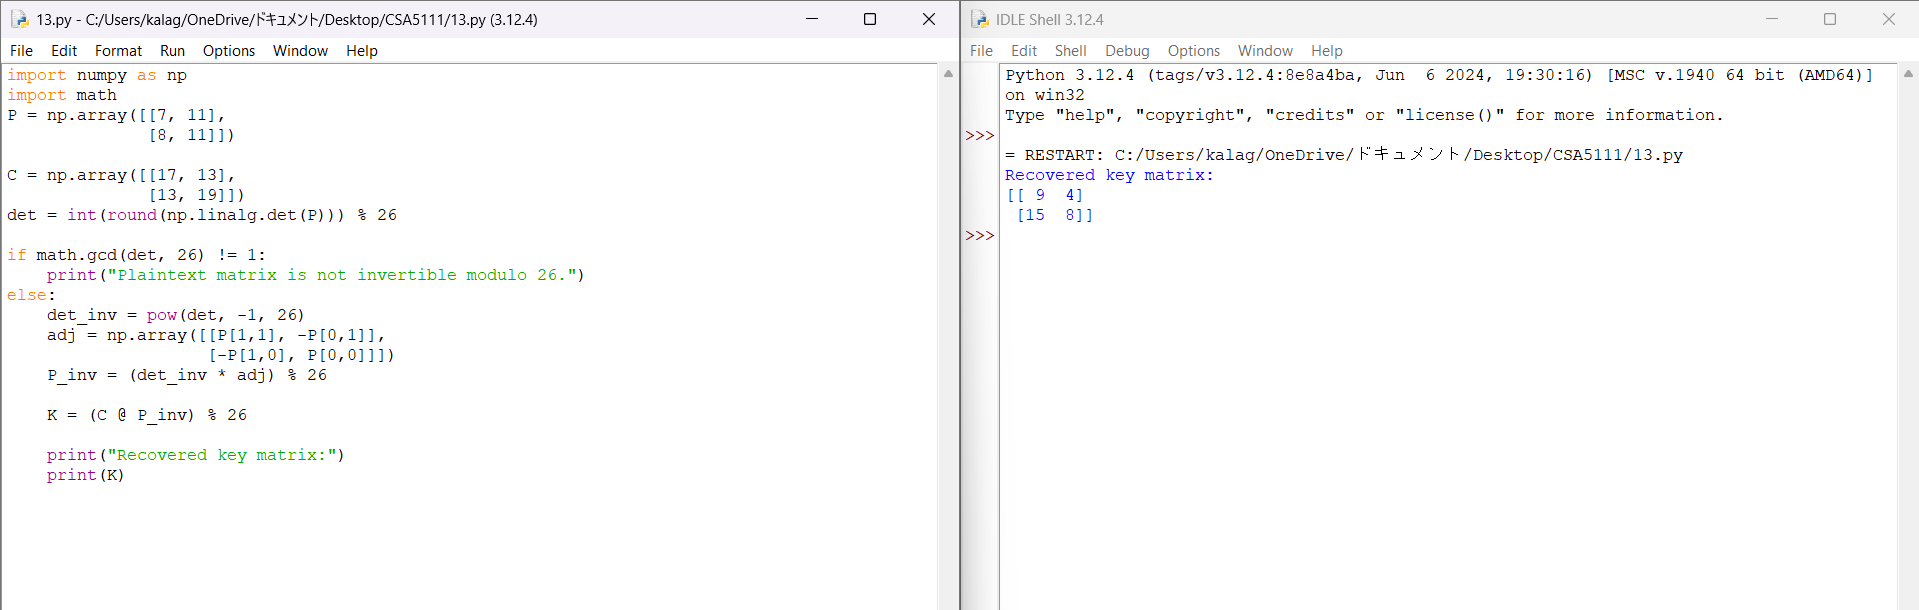 13.py - C:/Users/kalag/OneDrive/ドキュメント/Desktop/CSA5111/13.py (3.12.4)
File Edit Format Run Options Window Help
import numpy as np
import math
P = np.array([[7, 11],
              [8, 11]])
C = np.array([[17, 13],
              [13, 19]])
det = int(round(np.linalg.det(P))) % 26
if math.gcd(det, 26) != 1:
    print("Plaintext matrix is not invertible modulo 26.")
else:
    det_inv = pow(det, -1, 26)
    adj = np.array([[P[1,1], -P[0,1]],
                    [-P[1,0], P[0,0]]])
    P_inv = (det_inv * adj) % 26
    K = (C @ P_inv) % 26
    print("Recovered key matrix:")
    print(K)
IDLE Shell 3.12.4
File Edit Shell Debug Options Window Help
Python 3.12.4 (tags/v3.12.4:8e8a4ba, Jun  6 2024, 19:30:16) [MSC v.1940 64 bit (AMD64)]
on win32
Type "help", "copyright", "credits" or "license()" for more information.
>>>
= RESTART: C:/Users/kalag/OneDrive/ドキュメント/Desktop/CSA5111/13.py
Recovered key matrix:
[[ 9  4]
 [15  8]]
>>>